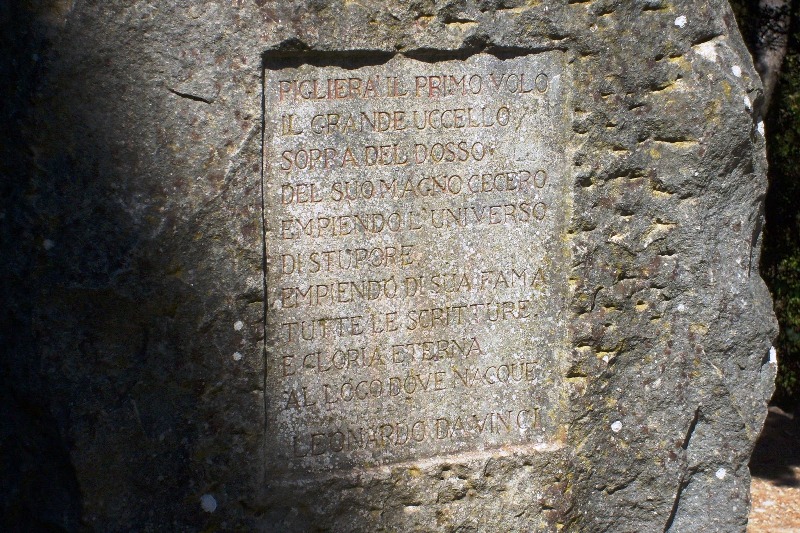 PIGLIERA IL PRIMO VOLO
IL GRANDE UCCELLO
SOPRA DEL DOSSO
DEL SUO MAGNO CECERO,
EMPIENDO L'UNIVERSO
DI STUPORE,
EMPIENDO DI SUA FAMA
TUTTE LE SCRITTURE,
E GLORIA ETERNA
AL LOGO DOVE NACQUE
LEONARDO DA VINCI